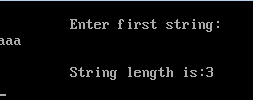 Enter first string:
aaa
String length is:3
_